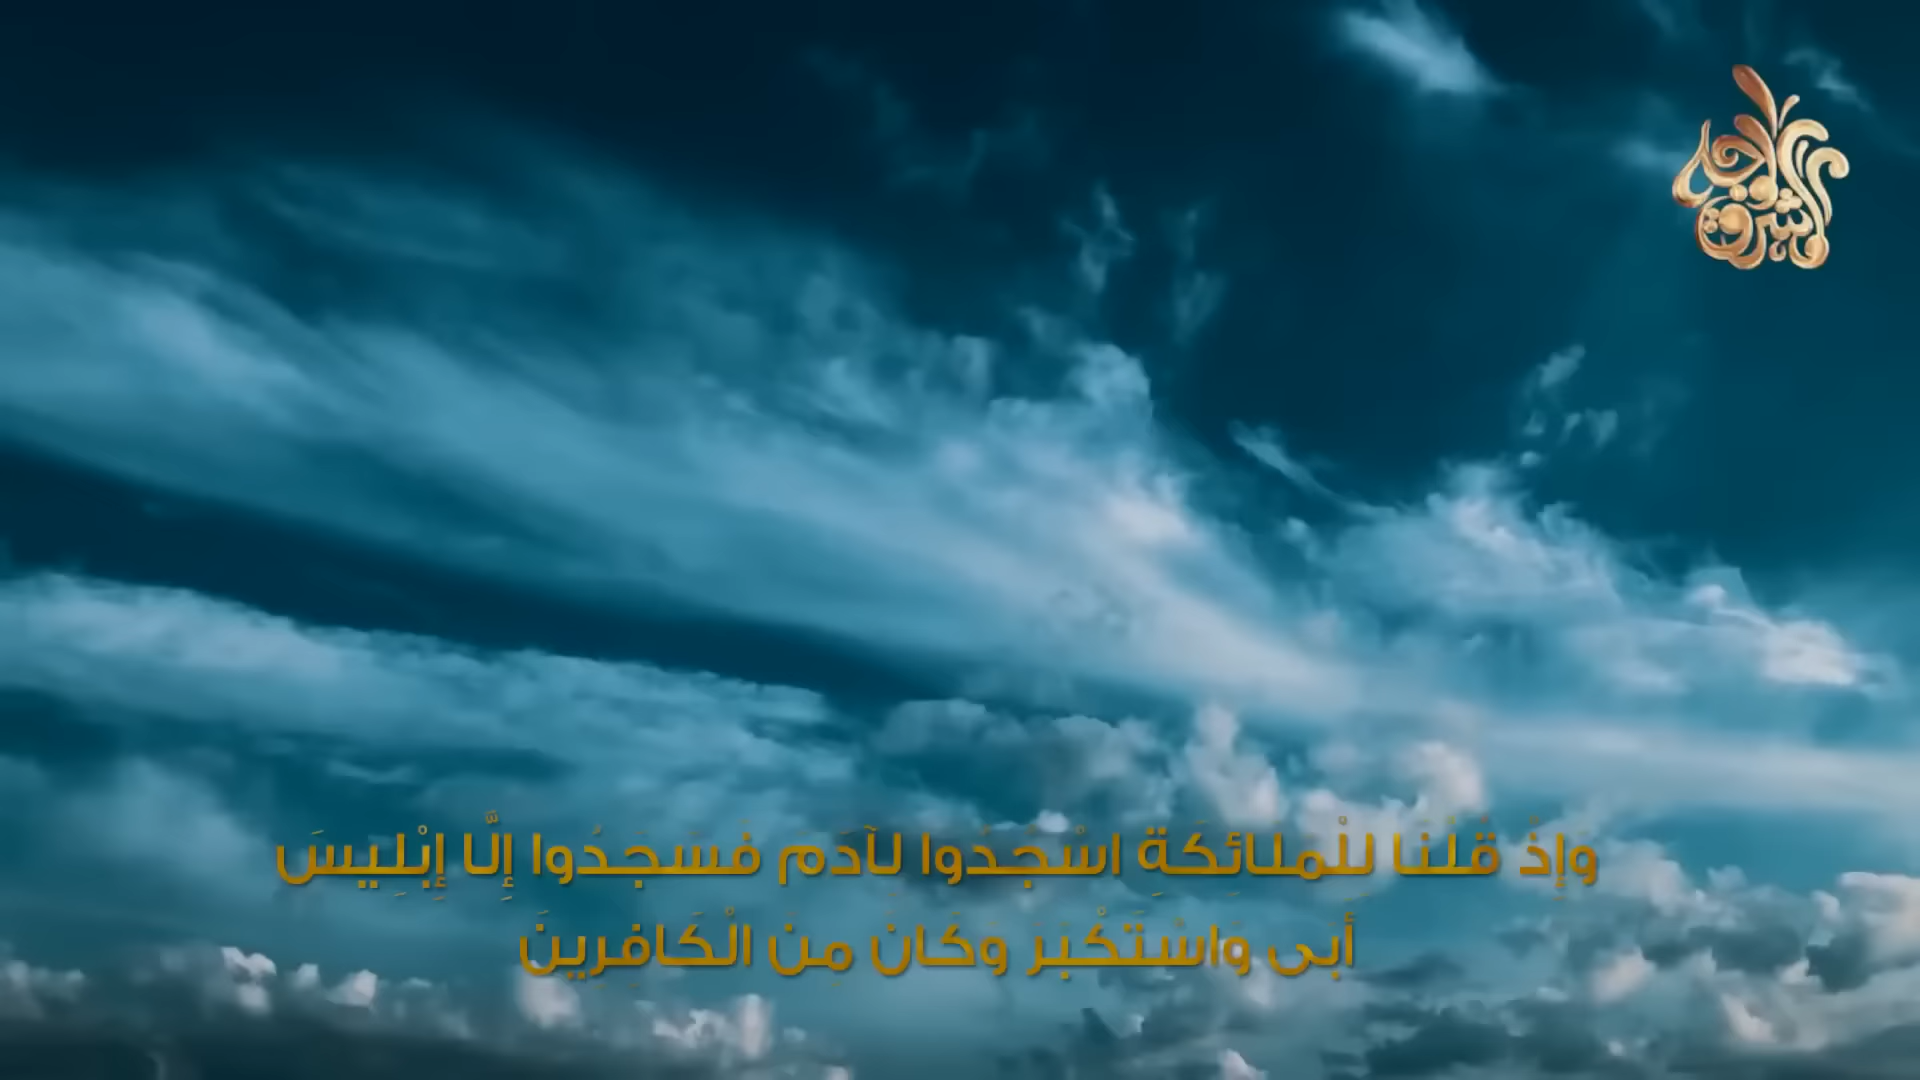 وَإِذْ قُلْنَا لِلْمَلَائِكَةِ اسْجُدُوا لِآدَمَ فَسَجَدُوا إِلَّا إِبْلِيسَ
أَبَى وَاسْتَكْبَرَ وَكَانَ مِنَ الْكَافِرِينَ